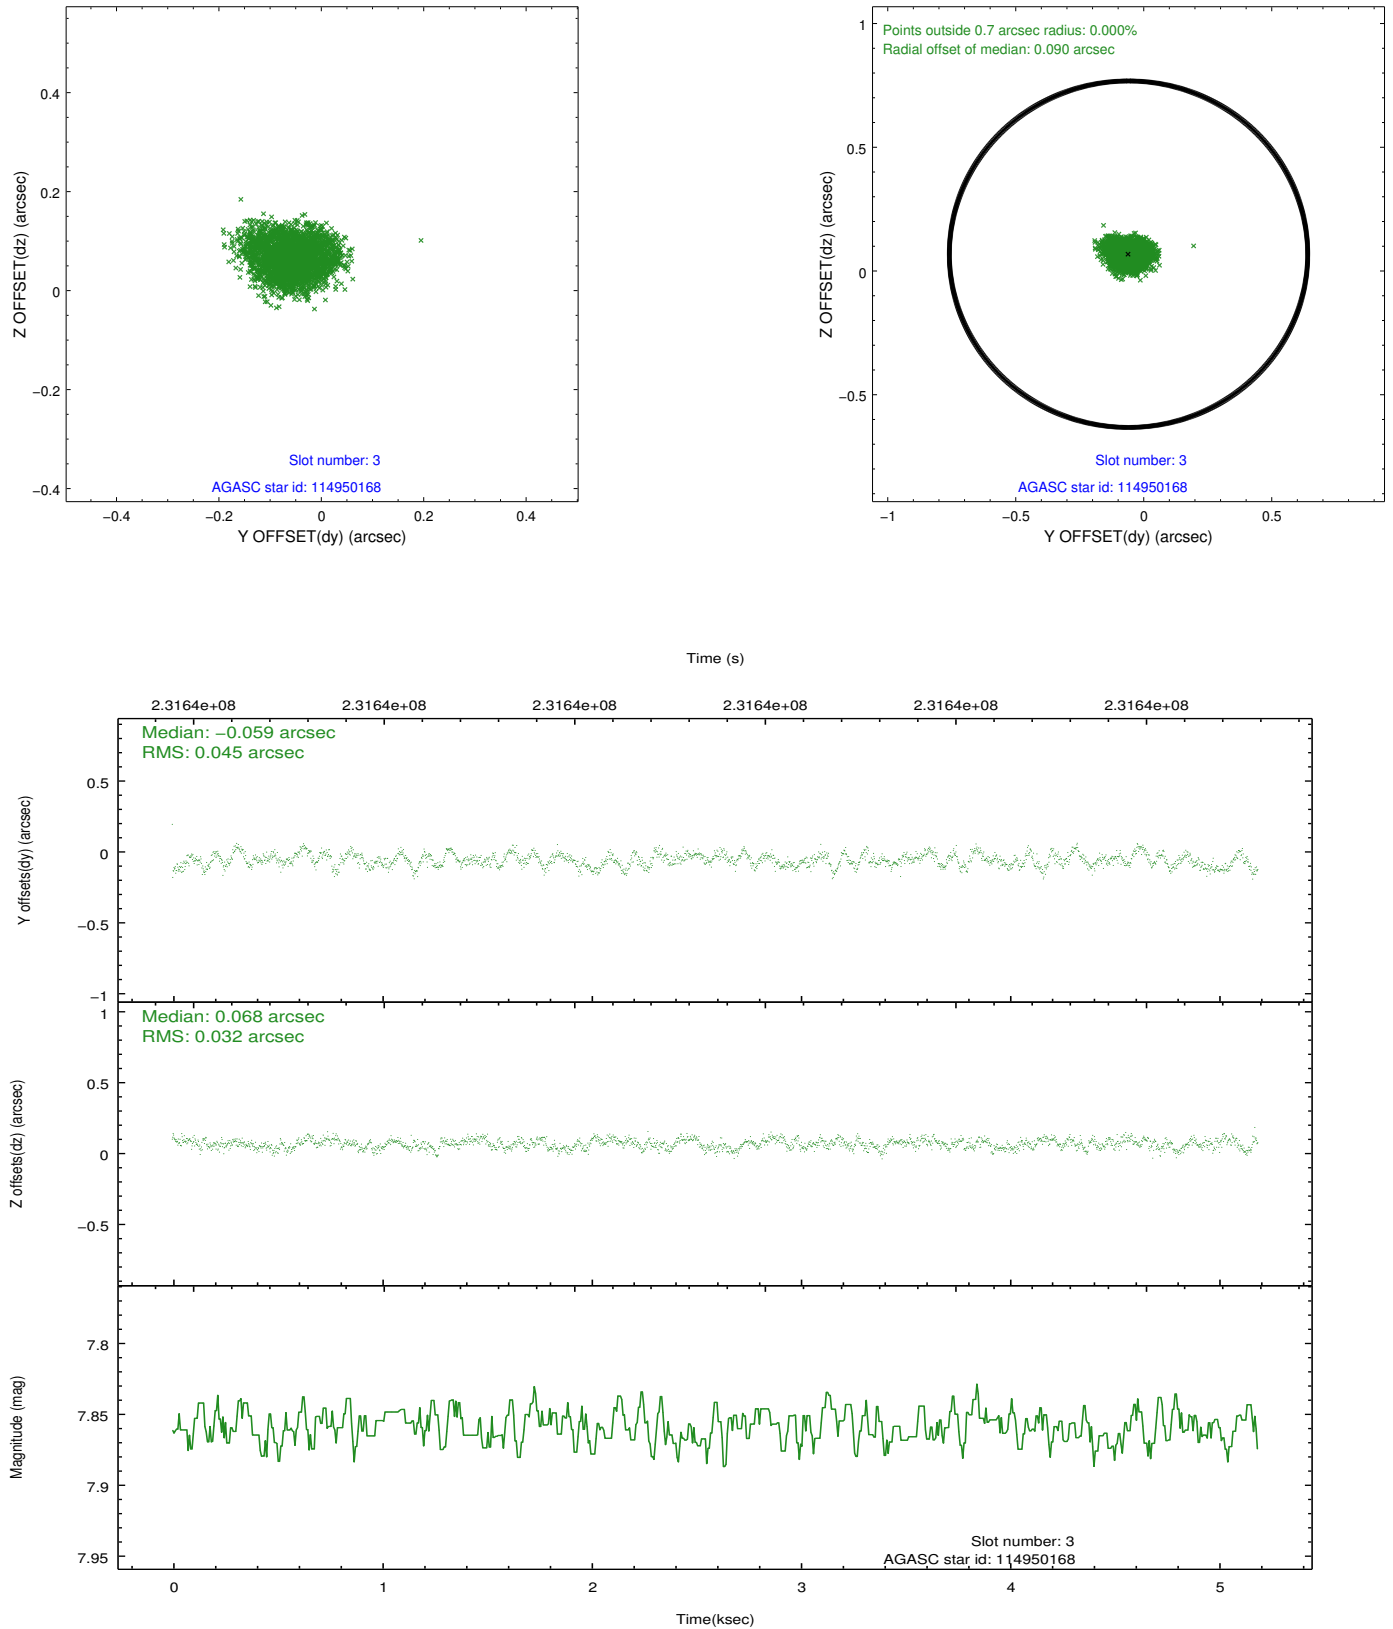 0.4
0.2
0
−0.2
−0.4
Z OFFSET(dz) (arcsec)
Slot number: 3
AGASC star id: 114950168
−0.4 −0.2 0 0.2 0.4
Y OFFSET(dy) (arcsec)
Points outside 0.7 arcsec radius: 0.000%
Radial offset of median: 0.090 arcsec
1
0.5
0
−0.5
Z OFFSET(dz) (arcsec)
Slot number: 3
AGASC star id: 114950168
−1 −0.5 0 0.5
Y OFFSET(dy) (arcsec)
Time (s)
2.3164e+08 2.3164e+08 2.3164e+08 2.3164e+08 2.3164e+08 2.3164e+08
Median: −0.059 arcsec
RMS: 0.045 arcsec
0.5
0
−0.5
−1
Y offsets(dy) (arcsec)
Median: 0.068 arcsec
RMS: 0.032 arcsec
1
0.5
0
−0.5
Z offsets(dz) (arcsec)
7.8
7.85
7.9
7.95
Magnitude (mag)
Slot number: 3
AGASC star id: 114950168
0 1 2 3 4 5
Time(ksec)